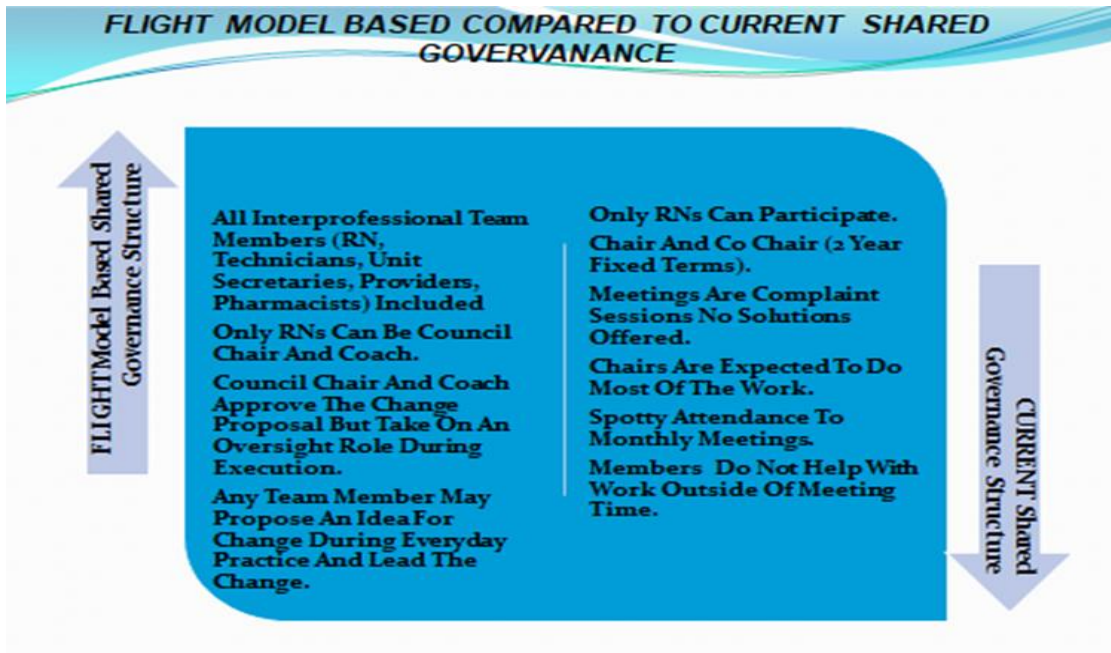 FLIGHT MODEL BASED COMPARED TO CURRENT SHARED
GOVERVANANCE
FLIGHT Model Based Shared
Governance Structure
All Interprofessional Team
Members (RN,
Technicians, Unit
Secretaries, Providers,
Pharmacists) Included
Only RNs Can Be Council
Chair And Coach.
Council Chair And Coach
Approve The Change
Proposal But Take On An
Oversight Role During
Execution.
Any Team Member May
Propose An Idea For
Change During Everyday
Practice And Lead The
Change.
Only RNs Can Participate.
Chair And Co Chair (2 Year
Fixed Terms).
Meetings Are Complaint
Sessions No Solutions
Offered.
Chairs Are Expected To Do
Most Of The Work.
Spotty Attendance To
Monthly Meetings.
Members Do Not Help With
Work Outside Of Meeting
Time.
CURRENT Shared
Governance Structure